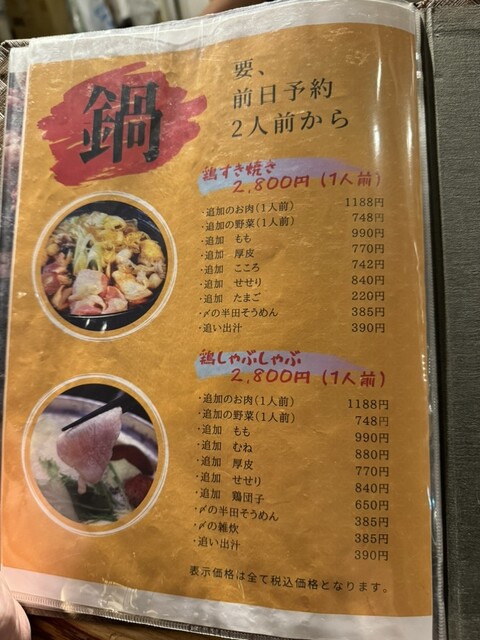 鍋
要、
前日予約
2人前から
鶏すき焼き
2,800円(1人前)
・追加のお肉(1人前) 1188円
・追加の野菜(1人前) 748円
・追加 もも 990円
・追加 厚皮 770円
・追加 こころ 742円
・追加 せせり 840円
・追加 たまご 220円
・〆の半田そうめん 385円
・追い出汁 390円
鶏しゃぶしゃぶ
2,800円(1人前)
・追加のお肉(1人前) 1188円
・追加の野菜(1人前) 748円
・追加 もも 990円
・追加 むね 880円
・追加 厚皮 770円
・追加 せせり 840円
・追加 鶏団子 650円
・〆の半田そうめん 385円
・〆の雑炊 385円
・追い出汁 390円
表示価格は全て税込価格となります。